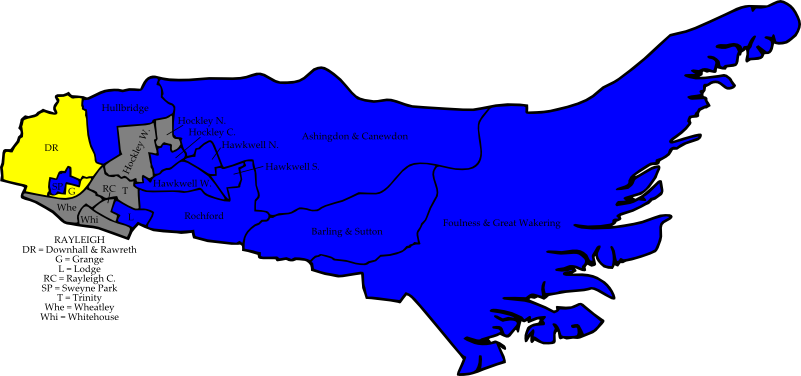 Hullbridge
Hockley N.
Hockley C.
Hockley W.
Hawkwell N.
Ashingdon & Canewdon
DR
Hawkwell S.
SP
G
RC
T
Hawkwell W.
Whe
Whi
L
Rochford
Barling & Sutton
Foulness & Great Wakering
RAYLEIGH
DR = Downhall & Rawreth
G = Grange
L = Lodge
RC = Rayleigh C.
SP = Sweyne Park
T = Trinity
Whe = Wheatley
Whi = Whitehouse